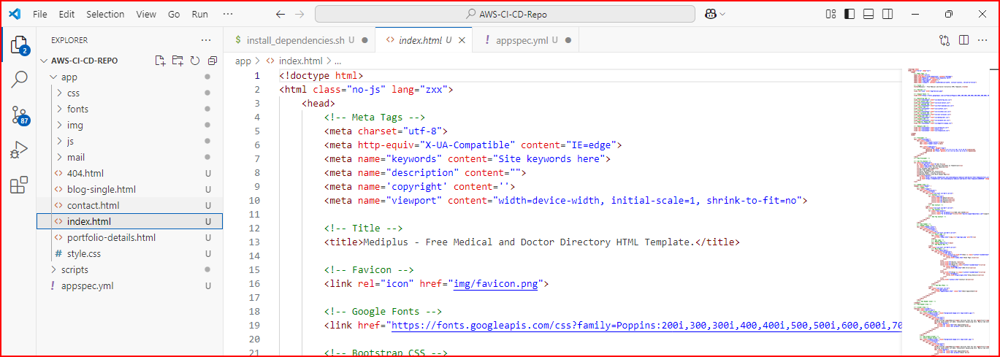 File Edit Selection View Go Run ··· AWS-CI-CD-Repo
EXPLORER ···
2
87
AWS-CI-CD-REPO
app
css
fonts
img
js
mail
404.html U
blog-single.html U
contact.html U
index.html U
portfolio-details.html U
# style.css U
scripts
! appspec.yml U
$ install_dependencies.sh U
<> index.html U
! appspec.yml U
app > <> index.html > ...
1 <!doctype html>
2 <html class="no-js" lang="zxx">
3 <head>
4 <!-- Meta Tags -->
5 <meta charset="utf-8">
6 <meta http-equiv="X-UA-Compatible" content="IE=edge">
7 <meta name="keywords" content="Site keywords here">
8 <meta name="description" content="">
9 <meta name='copyright' content=''>
10 <meta name="viewport" content="width=device-width, initial-scale=1, shrink-to-fit=no">
11
12 <!-- Title -->
13 <title>Mediplus - Free Medical and Doctor Directory HTML Template.</title>
14
15 <!-- Favicon -->
16 <link rel="icon" href="img/favicon.png">
17
18 <!-- Google Fonts -->
19 <link href="https://fonts.googleapis.com/css?family=Poppins:200i,300,300i,400,400i,500,500i,600,600i,70
20
21 <!-- Bootstrap CSS -->